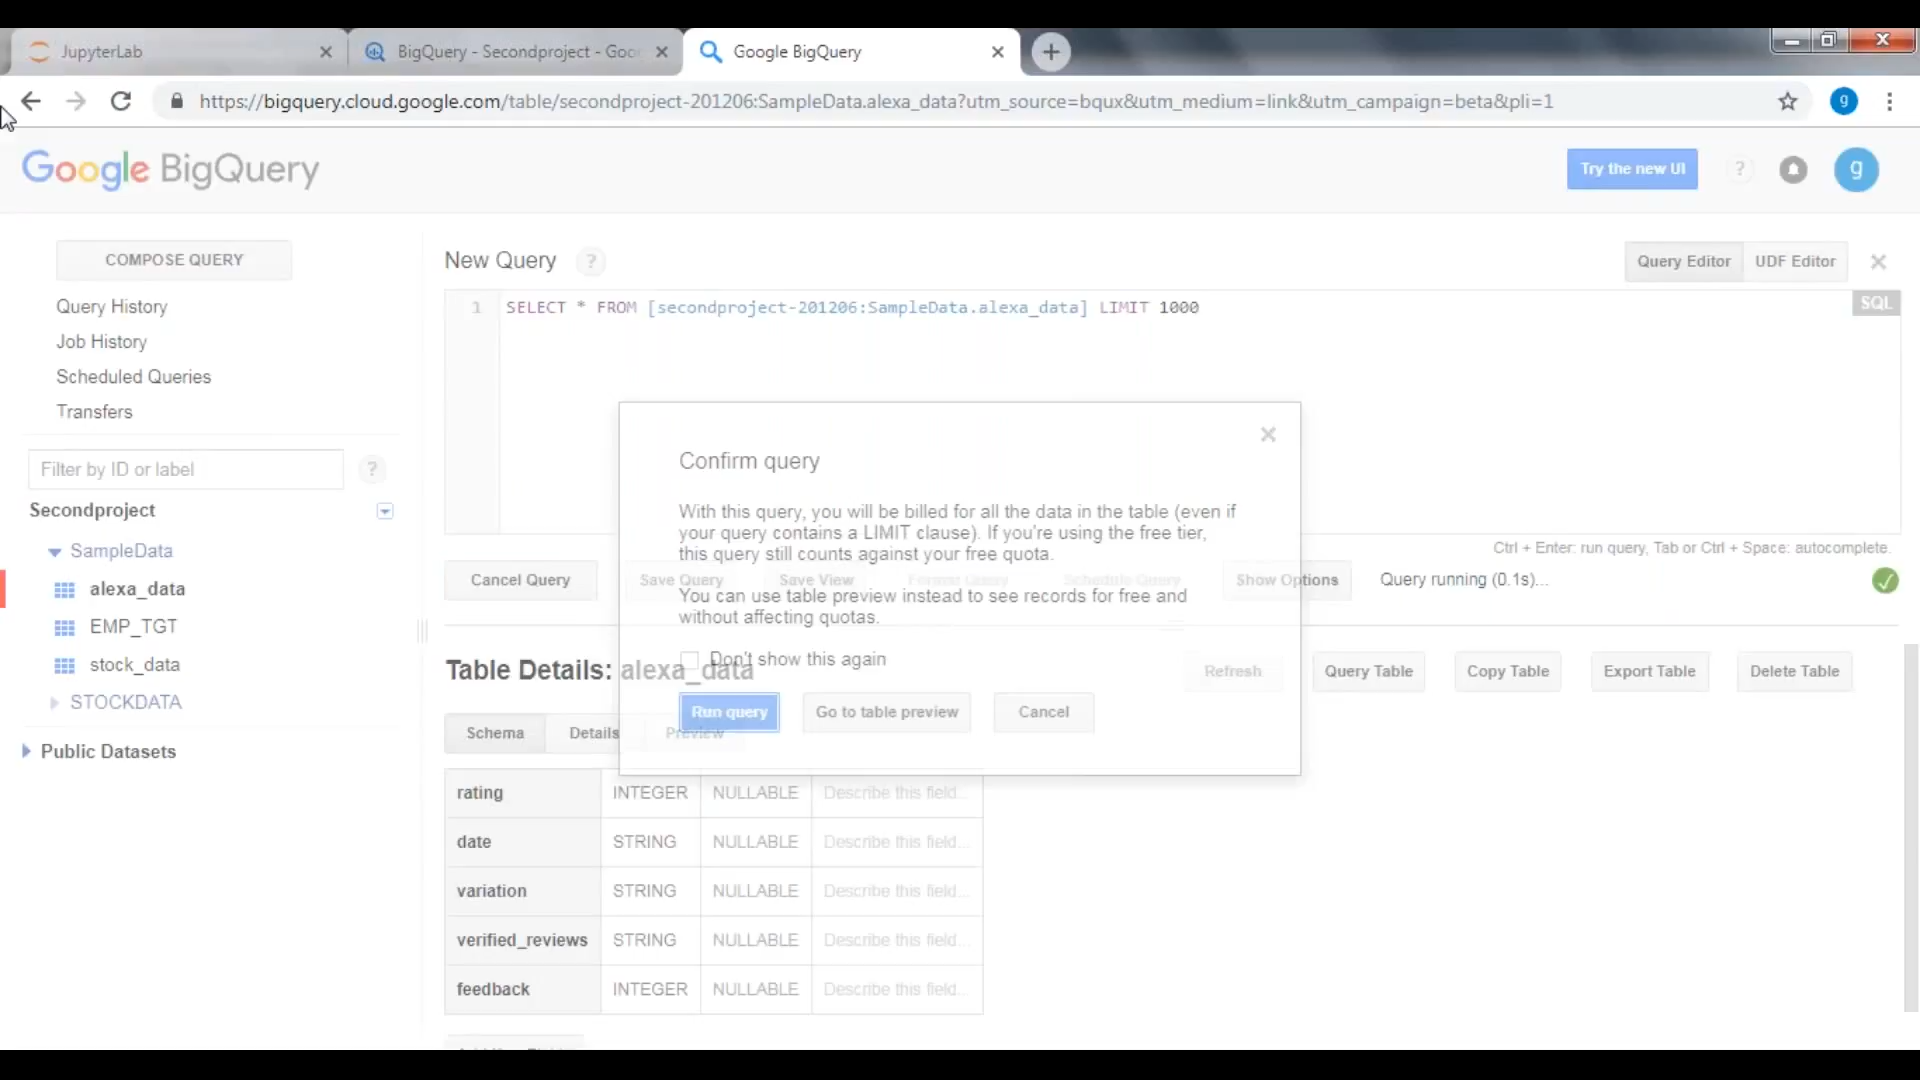 JupyterLab
BigQuery - Secondproject - Goo
Google BigQuery
https://bigquery.cloud.google.com/table/secondproject-201206:SampleData.alexa_data?utm_source=bqux&utm_medium=link&utm_campaign=beta&pli=1
g
Google BigQuery
Try the new UI
?
g
COMPOSE QUERY
Query History
Job History
Scheduled Queries
Transfers
Filter by ID or label
?
Secondproject
SampleData
alexa_data
EMP_TGT
stock_data
STOCKDATA
Public Datasets
New Query ?
Query Editor
UDF Editor
SQL
1 SELECT * FROM [secondproject-201206:SampleData.alexa_data] LIMIT 1000
Ctrl + Enter: run query, Tab or Ctrl + Space: autocomplete.
Cancel Query
Save Query
Save View
Format Query
Schedule Query
Show Options
Query running (0.1s)...
Confirm query
With this query, you will be billed for all the data in the table (even if
your query contains a LIMIT clause). If you're using the free tier,
this query still counts against your free quota.
You can use table preview instead to see records for free and
without affecting quotas.
Don't show this again
Run query
Go to table preview
Cancel
Table Details: alexa_data
Refresh
Query Table
Copy Table
Export Table
Delete Table
Schema
Details
Preview
rating INTEGER NULLABLE Describe this field...
date STRING NULLABLE Describe this field...
variation STRING NULLABLE Describe this field...
verified_reviews STRING NULLABLE Describe this field...
feedback INTEGER NULLABLE Describe this field...